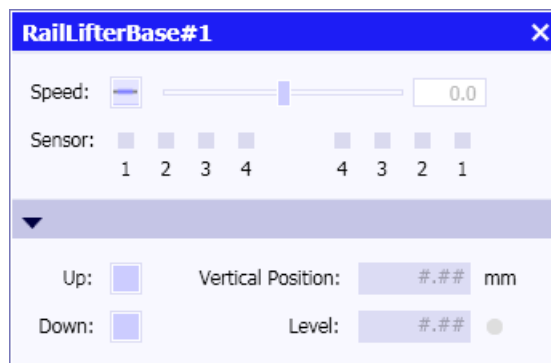 RailLifterBase#1
Speed: 0.0
Sensor:
1 2 3 4 4 3 2 1
Up: Vertical Position: #.## mm
Down: Level: #.##